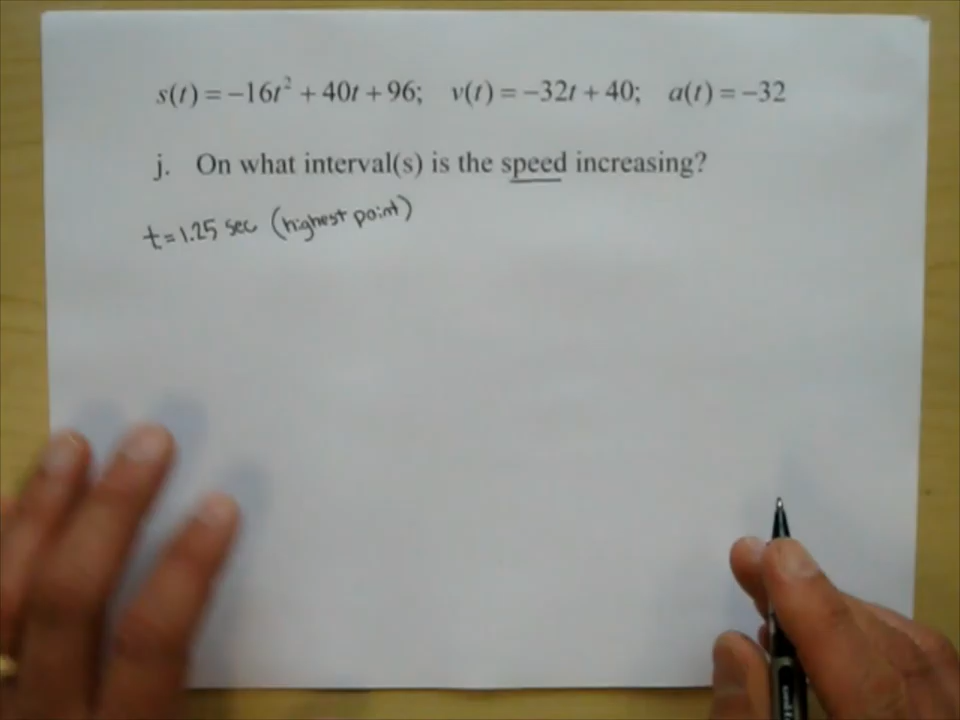 s(t) = −16t² + 40t + 96; v(t) = −32t + 40; a(t) = −32
j. On what interval(s) is the speed increasing?
t = 1.25 sec (highest point)